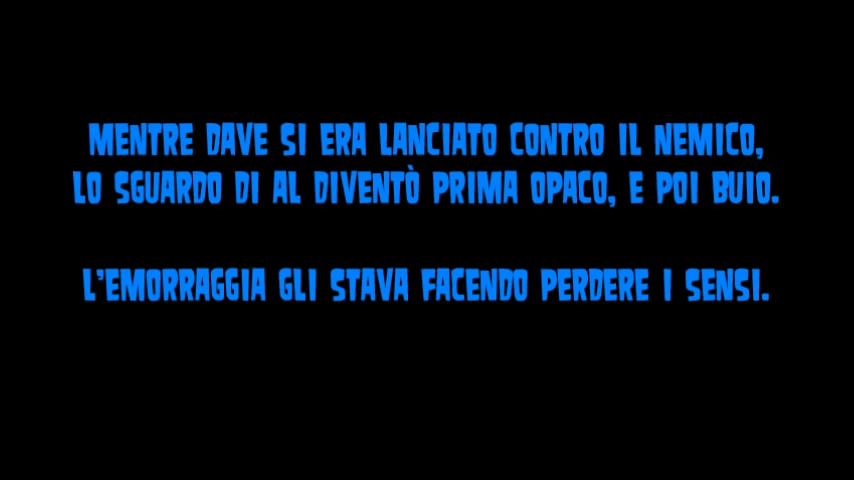 MENTRE DAVE SI ERA LANCIATO CONTRO IL NEMICO,
LO SGUARDO DI AL DIVENTÒ PRIMA OPACO, E POI BUIO.
L'EMORRAGGIA GLI STAVA FACENDO PERDERE I SENSI.